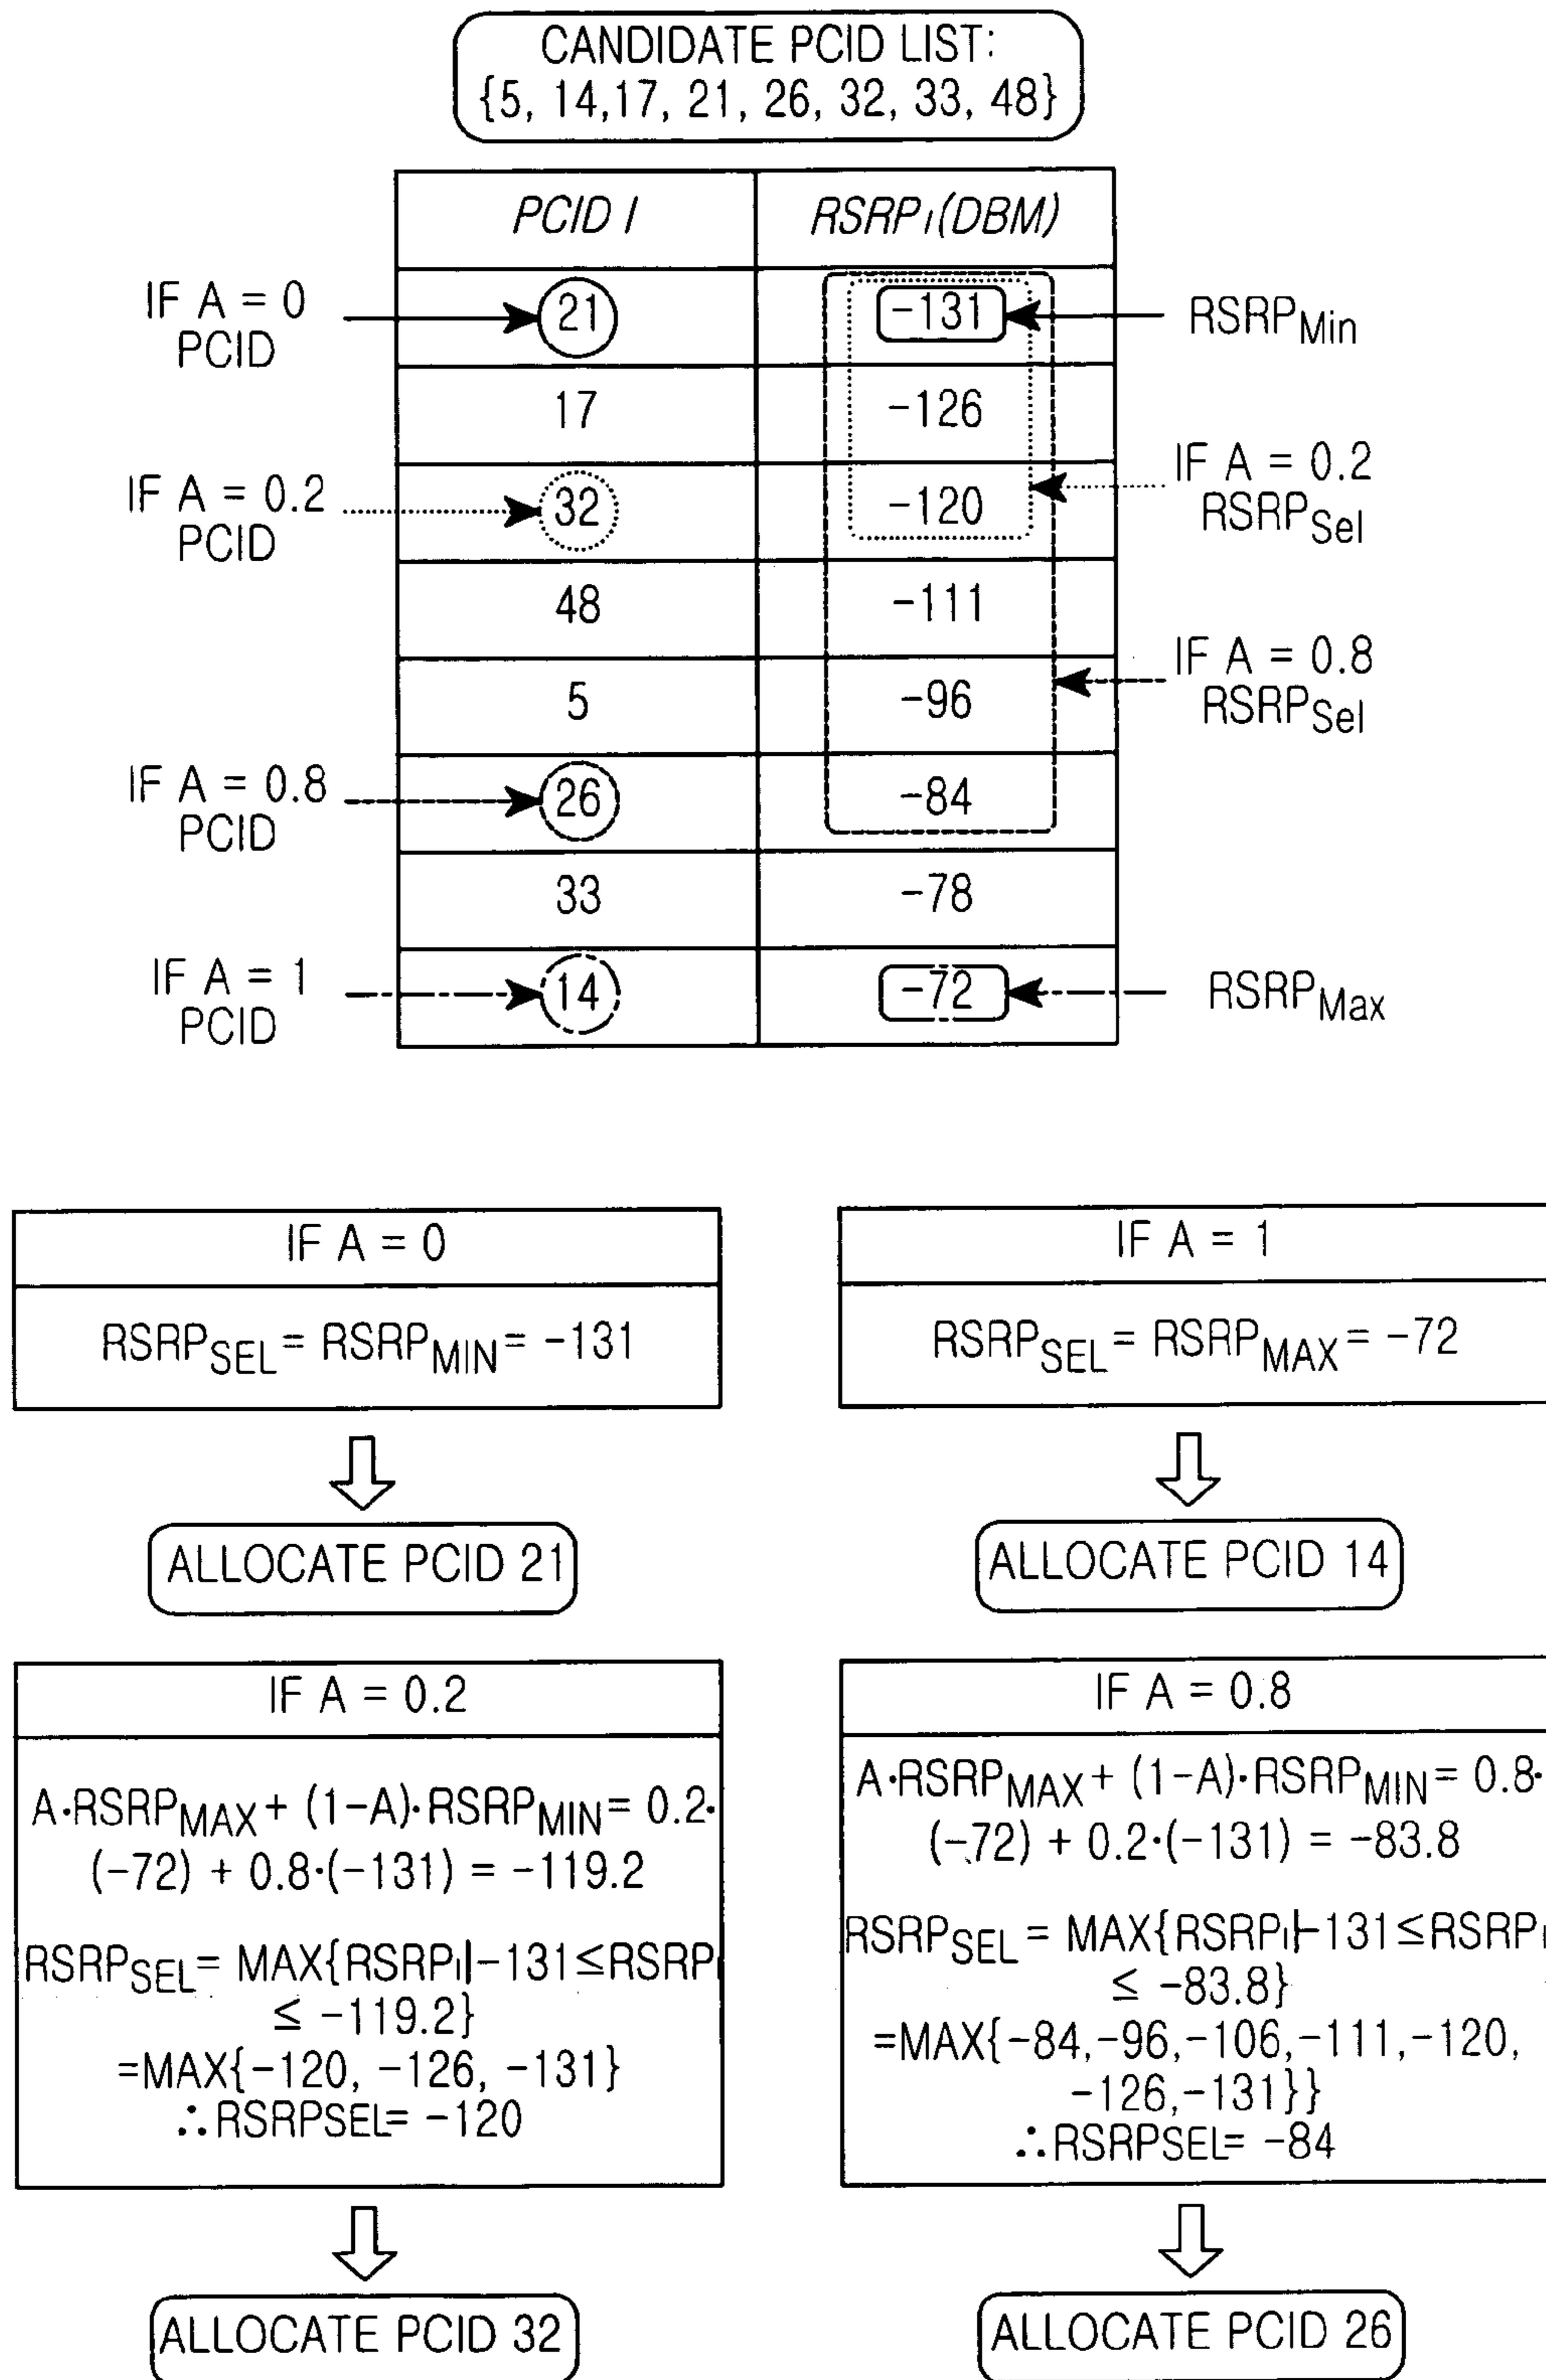 CANDIDATE PCID LIST:
{5, 14,17, 21, 26, 32, 33, 48}
PCID I RSRPI(DBM)
IF A = 0
PCID
21 -131
RSRPMin
17 -126
IF A = 0.2
PCID
32 -120
IF A = 0.2
RSRPSel
48 -111
5 -96
IF A = 0.8
RSRPSel
IF A = 0.8
PCID
26 -84
33 -78
IF A = 1
PCID
14 -72
RSRPMax
IF A = 0
RSRPSEL= RSRPMIN= -131
ALLOCATE PCID 21
IF A = 1
RSRPSEL= RSRPMAX= -72
ALLOCATE PCID 14
IF A = 0.2
A·RSRPMAX+ (1-A)·RSRPMIN= 0.2·
(-72) + 0.8·(-131) = -119.2
RSRPSEL= MAX{RSRPI|-131≤RSRPI
≤ -119.2}
=MAX{-120, -126, -131}
∴RSRPSEL= -120
ALLOCATE PCID 32
IF A = 0.8
A·RSRPMAX+ (1-A)·RSRPMIN= 0.8·
(-72) + 0.2·(-131) = -83.8
RSRPSEL = MAX{RSRPI|-131≤RSRPI
≤ -83.8}
=MAX{-84,-96,-106,-111,-120,
-126,-131}}
∴RSRPSEL= -84
ALLOCATE PCID 26